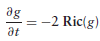 ∂g/∂t = −2 Ric(g)